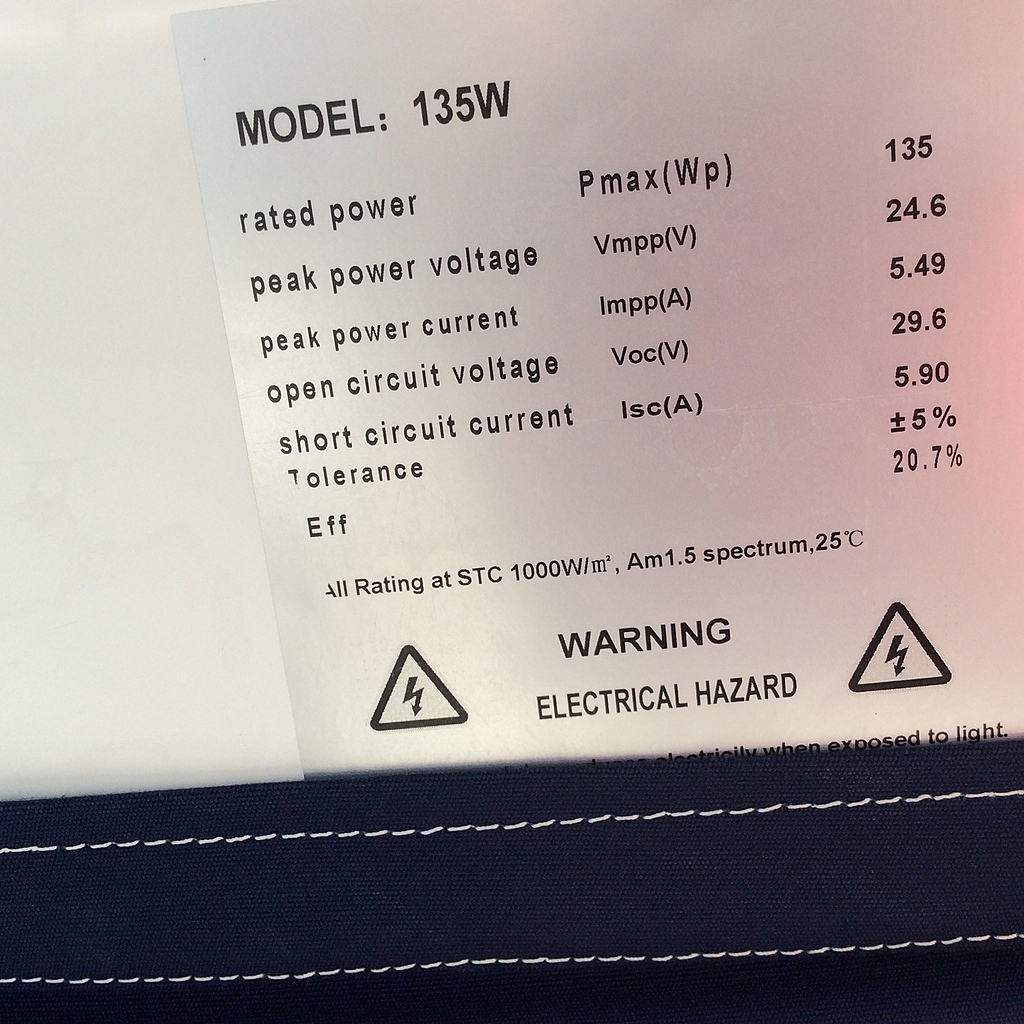 MODEL: 135W
rated power Pmax(Wp) 135
peak power voltage Vmpp(V) 24.6
peak power current Impp(A) 5.49
open circuit voltage Voc(V) 29.6
short circuit current Isc(A) 5.90
Tolerance ±5%
Eff 20.7%
All Rating at STC 1000W/㎡, Am1.5 spectrum,25℃
WARNING
ELECTRICAL HAZARD
electricily when exposed to light.